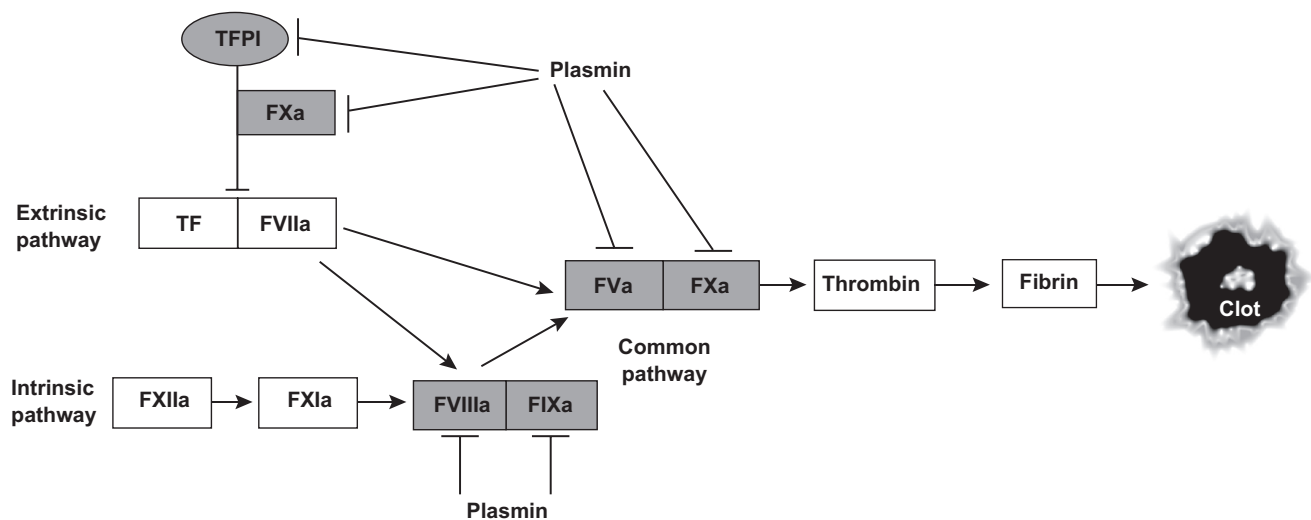 TFPI
Plasmin
FXa
Extrinsic
pathway
TF
FVIIa
FVa
FXa
Thrombin
Fibrin
Clot
Common
pathway
Intrinsic
pathway
FXIIa
FXIa
FVIIIa
FIXa
Plasmin